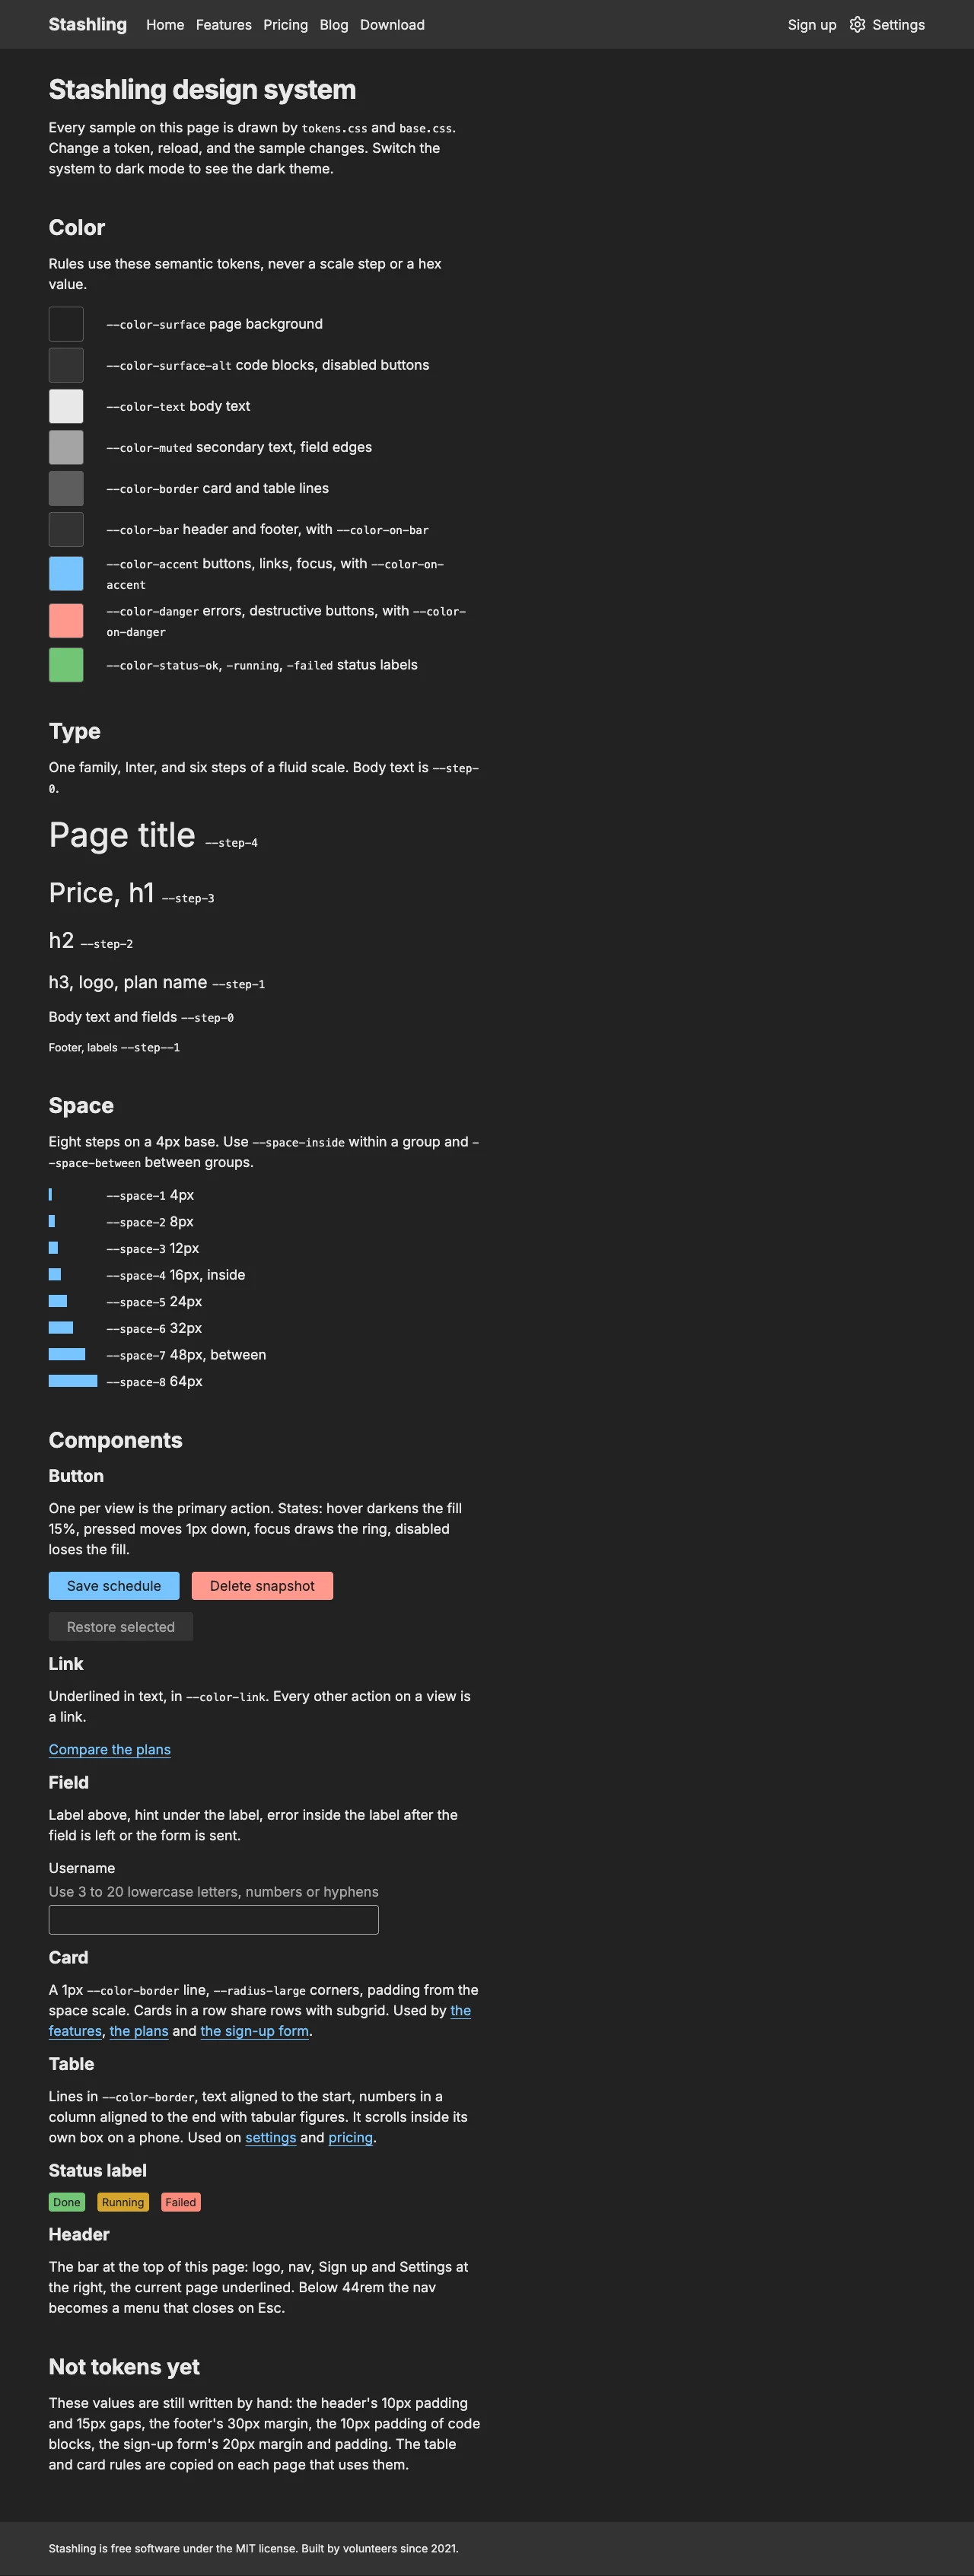 Stashling Home Features Pricing Blog Download Sign up Settings
Stashling design system
Every sample on this page is drawn by tokens.css and base.css.
Change a token, reload, and the sample changes. Switch the
system to dark mode to see the dark theme.
Color
Rules use these semantic tokens, never a scale step or a hex
value.
--color-surface page background
--color-surface-alt code blocks, disabled buttons
--color-text body text
--color-muted secondary text, field edges
--color-border card and table lines
--color-bar header and footer, with --color-on-bar
--color-accent buttons, links, focus, with --color-on-
accent
--color-danger errors, destructive buttons, with --color-
on-danger
--color-status-ok, -running, -failed status labels
Type
One family, Inter, and six steps of a fluid scale. Body text is --step-
0.
Page title --step-4
Price, h1 --step-3
h2 --step-2
h3, logo, plan name --step-1
Body text and fields --step-0
Footer, labels --step--1
Space
Eight steps on a 4px base. Use --space-inside within a group and -
-space-between between groups.
--space-1 4px
--space-2 8px
--space-3 12px
--space-4 16px, inside
--space-5 24px
--space-6 32px
--space-7 48px, between
--space-8 64px
Components
Button
One per view is the primary action. States: hover darkens the fill
15%, pressed moves 1px down, focus draws the ring, disabled
loses the fill.
Save schedule Delete snapshot
Restore selected
Link
Underlined in text, in --color-link. Every other action on a view is
a link.
Compare the plans
Field
Label above, hint under the label, error inside the label after the
field is left or the form is sent.
Username
Use 3 to 20 lowercase letters, numbers or hyphens
Card
A 1px --color-border line, --radius-large corners, padding from the
space scale. Cards in a row share rows with subgrid. Used by the
features, the plans and the sign-up form.
Table
Lines in --color-border, text aligned to the start, numbers in a
column aligned to the end with tabular figures. It scrolls inside its
own box on a phone. Used on settings and pricing.
Status label
Done Running Failed
Header
The bar at the top of this page: logo, nav, Sign up and Settings at
the right, the current page underlined. Below 44rem the nav
becomes a menu that closes on Esc.
Not tokens yet
These values are still written by hand: the header's 10px padding
and 15px gaps, the footer's 30px margin, the 10px padding of code
blocks, the sign-up form's 20px margin and padding. The table
and card rules are copied on each page that uses them.
Stashling is free software under the MIT license. Built by volunteers since 2021.